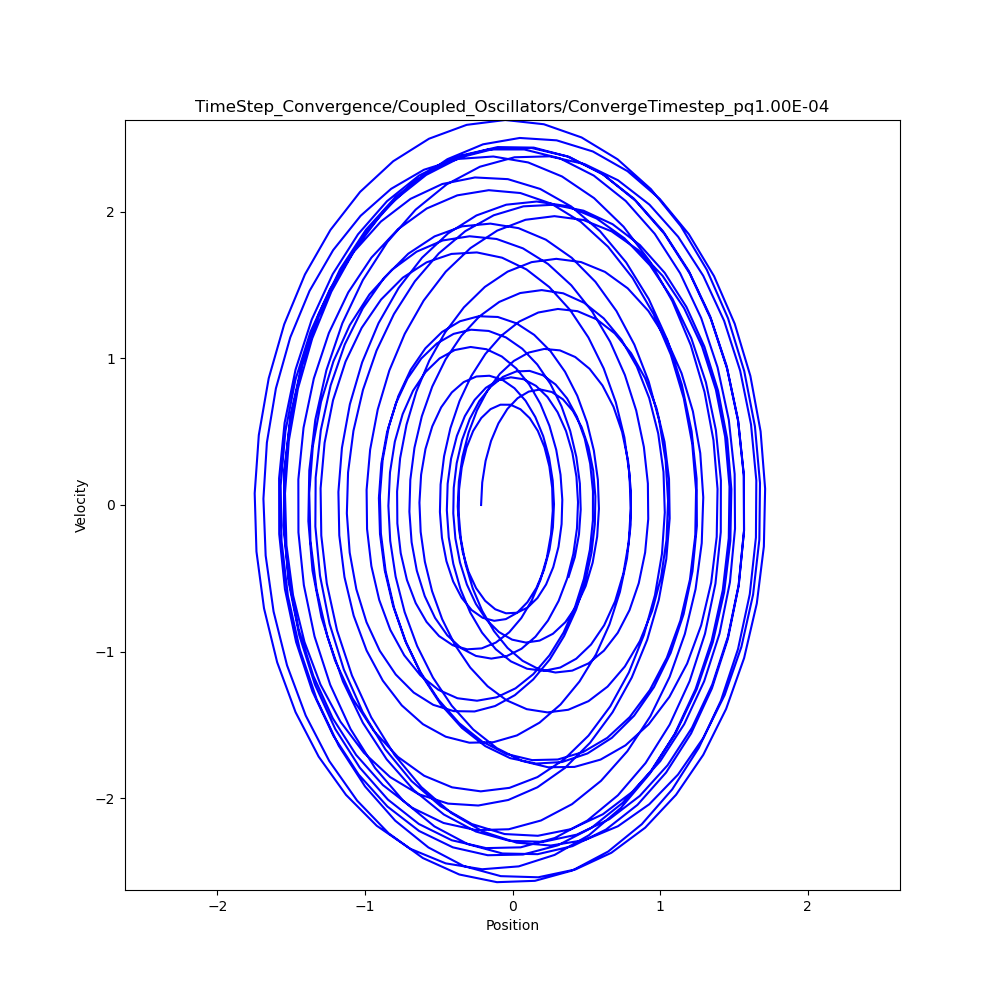 TimeStep_Convergence/Coupled_Oscillators/ConvergeTimestep_pq1.00E-04
2
1
0
−1
−2
Velocity
−2 −1 0 1 2
Position